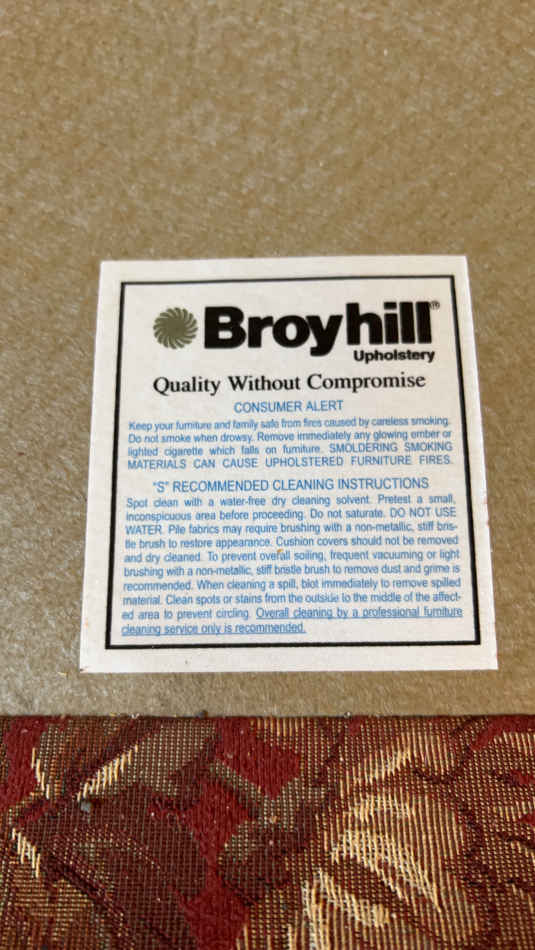 Broyhill®
Upholstery
Quality Without Compromise
CONSUMER ALERT
Keep your furniture and family safe from fires caused by careless smoking.
Do not smoke when drowsy. Remove immediately any glowing ember or
lighted cigarette which falls on furniture. SMOLDERING SMOKING
MATERIALS CAN CAUSE UPHOLSTERED FURNITURE FIRES.
"S" RECOMMENDED CLEANING INSTRUCTIONS
Spot clean with a water-free dry cleaning solvent. Pretest a small,
inconspicuous area before proceeding. Do not saturate. DO NOT USE
WATER. Pile fabrics may require brushing with a non-metallic, stiff bris-
tle brush to restore appearance. Cushion covers should not be removed
and dry cleaned. To prevent overall soiling, frequent vacuuming or light
brushing with a non-metallic, stiff bristle brush to remove dust and grime is
recommended. When cleaning a spill, blot immediately to remove spilled
material. Clean spots or stains from the outside to the middle of the affect-
ed area to prevent circling. Overall cleaning by a professional furniture
cleaning service only is recommended.